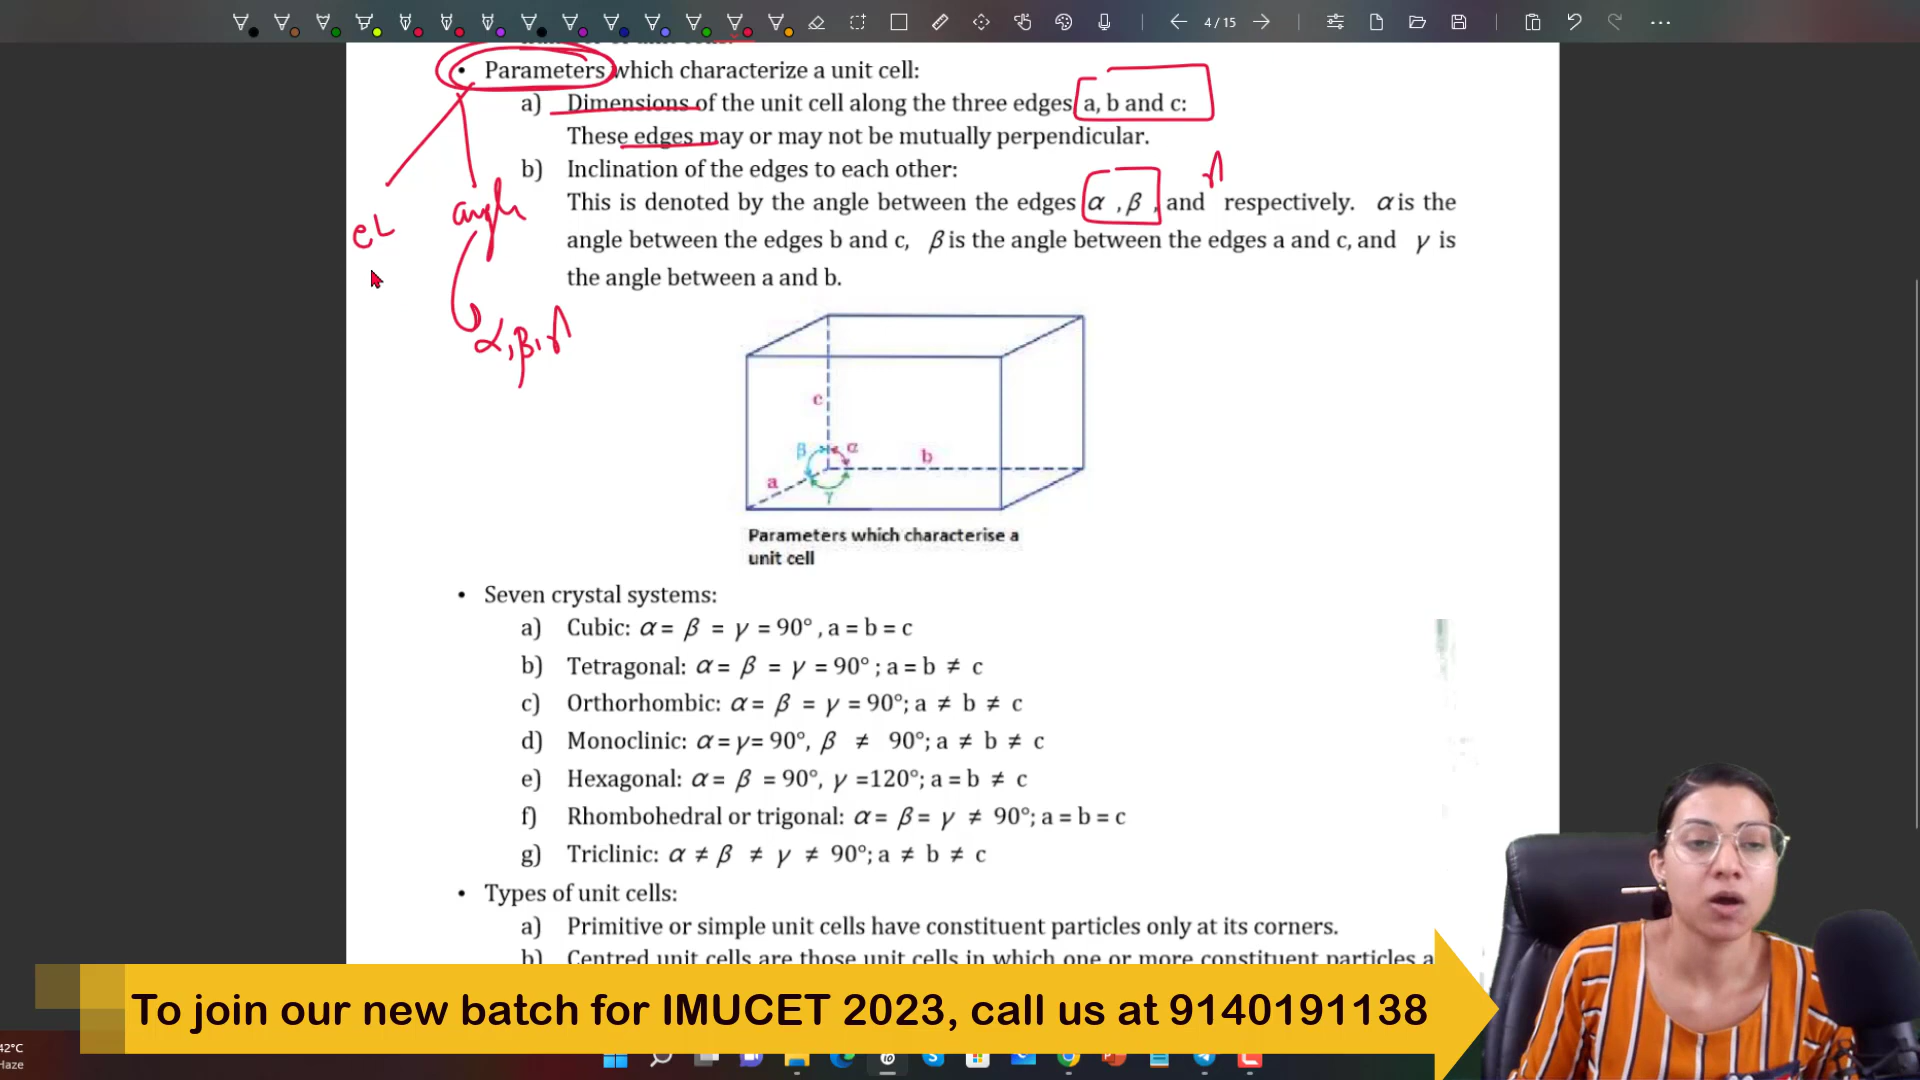 4 / 15
• Parameters which characterize a unit cell:
a) Dimensions of the unit cell along the three edges a, b and c:
These edges may or may not be mutually perpendicular.
b) Inclination of the edges to each other:
This is denoted by the angle between the edges α , β , and γ respectively. α is the
angle between the edges b and c, β is the angle between the edges a and c, and γ is
the angle between a and b.
eL
angle
α, β, γ
c
β α
b
a
γ
Parameters which characterise a
unit cell
• Seven crystal systems:
a) Cubic: α = β = γ = 90° , a = b = c
b) Tetragonal: α = β = γ = 90° ; a = b ≠ c
c) Orthorhombic: α = β = γ = 90°; a ≠ b ≠ c
d) Monoclinic: α = γ = 90°, β ≠ 90°; a ≠ b ≠ c
e) Hexagonal: α = β = 90°, γ =120°; a = b ≠ c
f) Rhombohedral or trigonal: α = β = γ ≠ 90°; a = b = c
g) Triclinic: α ≠ β ≠ γ ≠ 90°; a ≠ b ≠ c
• Types of unit cells:
a) Primitive or simple unit cells have constituent particles only at its corners.
b) Centred unit cells are those unit cells in which one or more constituent particles a
To join our new batch for IMUCET 2023, call us at 9140191138
42°C
Haze